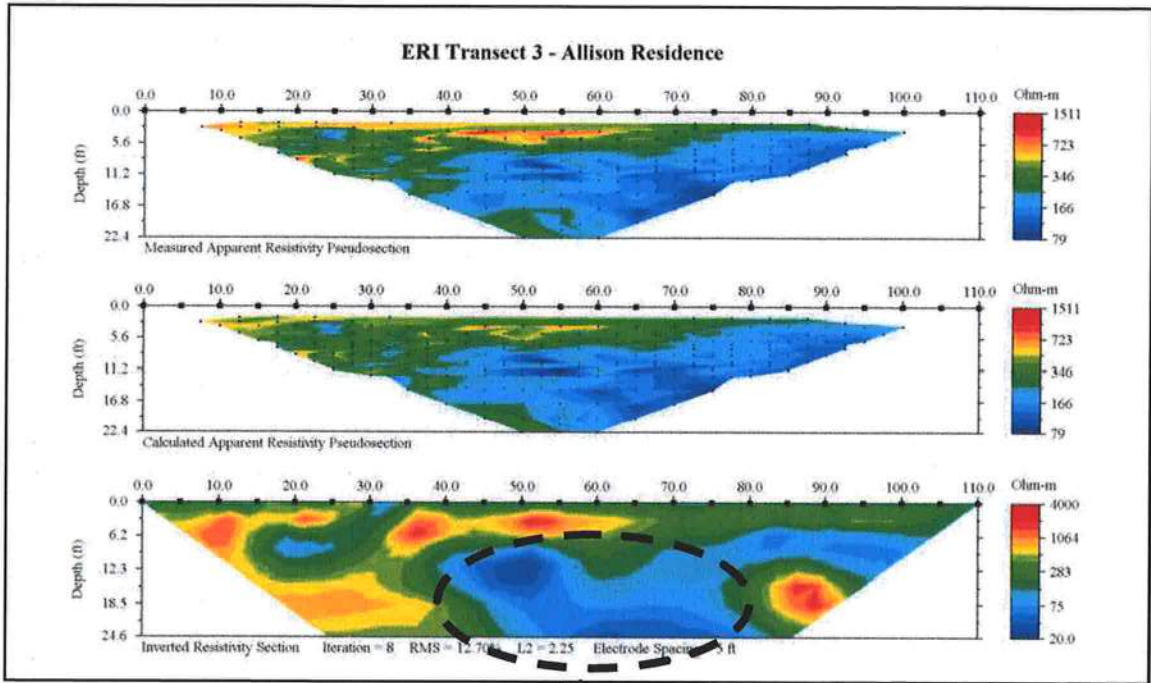 ERI Transect 3 - Allison Residence
0.0 10.0 20.0 30.0 40.0 50.0 60.0 70.0 80.0 90.0 100.0 110.0
Ohm-m
0.0
5.6
11.2
16.8
22.4
Depth (ft)
1511
723
346
166
79
Measured Apparent Resistivity Pseudosection
0.0 10.0 20.0 30.0 40.0 50.0 60.0 70.0 80.0 90.0 100.0 110.0
Ohm-m
0.0
5.6
11.2
16.8
22.4
Depth (ft)
1511
723
346
166
79
Calculated Apparent Resistivity Pseudosection
0.0 10.0 20.0 30.0 40.0 50.0 60.0 70.0 80.0 90.0 100.0 110.0
Ohm-m
0.0
6.2
12.3
18.5
24.6
Depth (ft)
4000
1064
283
75
20.0
Inverted Resistivity Section Iteration = 8 RMS = 12.70% L2 = 2.25 Electrode Spacing 5 ft